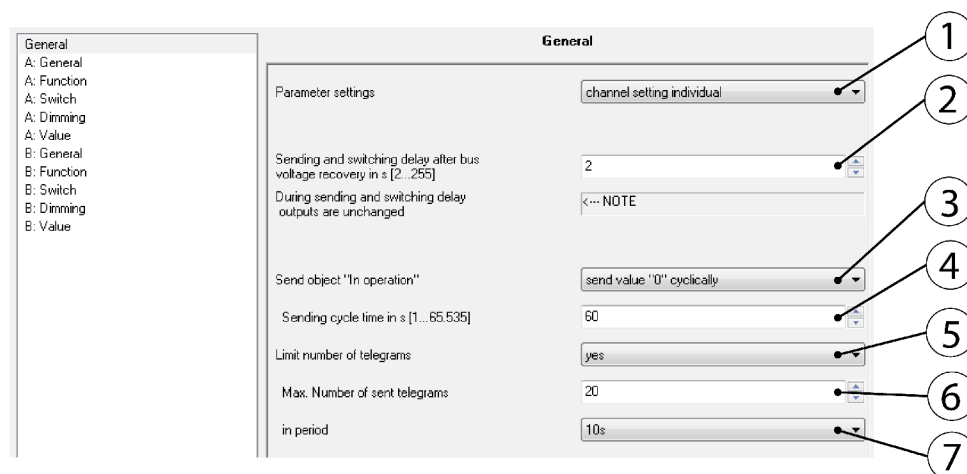 General
A: General
A: Function
A: Switch
A: Dimming
A: Value
B: General
B: Function
B: Switch
B: Dimming
B: Value
General
Parameter settings
channel setting individual
1
Sending and switching delay after bus
voltage recovery in s [2...255]
2
2
During sending and switching delay
outputs are unchanged
<--- NOTE
Send object "In operation"
send value "0" cyclically
3
Sending cycle time in s [1...65.535]
60
4
Limit number of telegrams
yes
5
Max. Number of sent telegrams
20
6
in period
10s
7